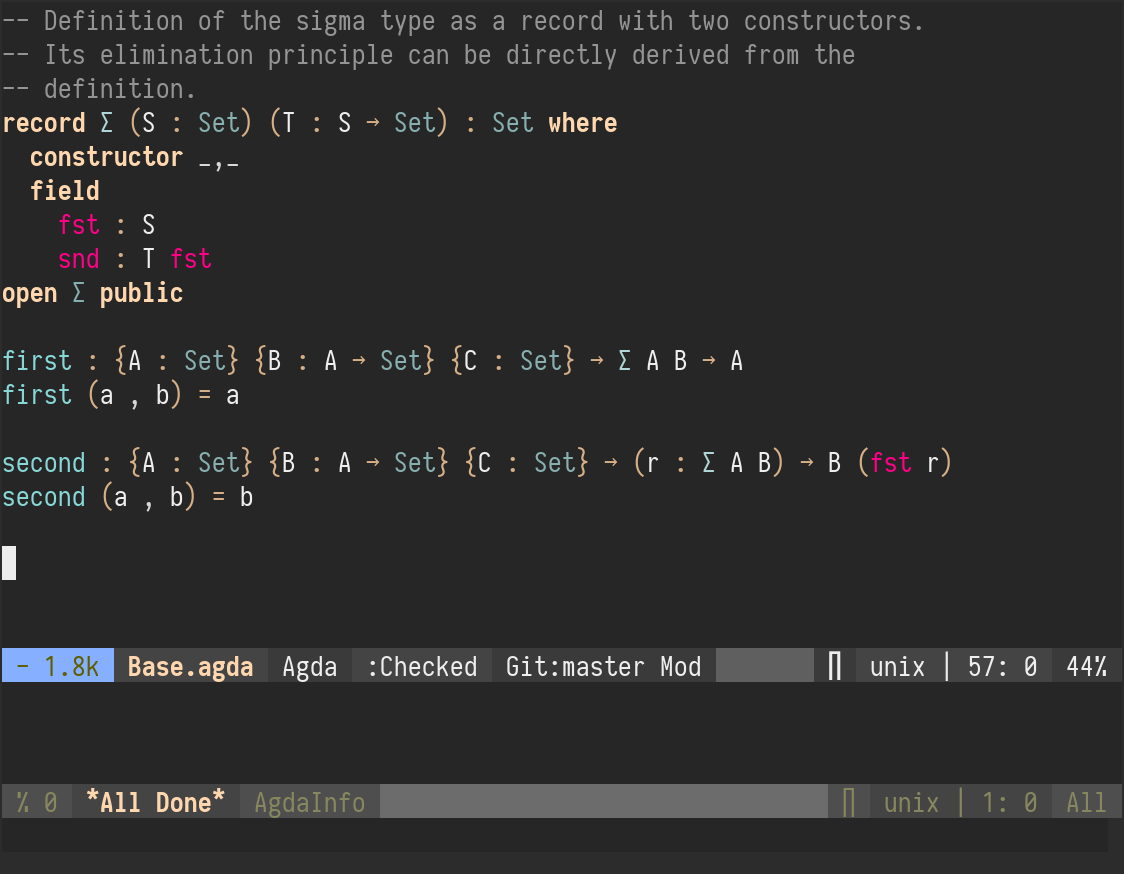 -- Definition of the sigma type as a record with two constructors.
-- Its elimination principle can be directly derived from the
-- definition.
record Σ (S : Set) (T : S → Set) : Set where
  constructor _,_
  field
    fst : S
    snd : T fst
open Σ public

first : {A : Set} {B : A → Set} {C : Set} → Σ A B → A
first (a , b) = a

second : {A : Set} {B : A → Set} {C : Set} → (r : Σ A B) → B (fst r)
second (a , b) = b

- 1.8k Base.agda Agda :Checked Git:master Mod ∏ unix | 57: 0 44%
% 0 *All Done* AgdaInfo ∏ unix | 1: 0 All